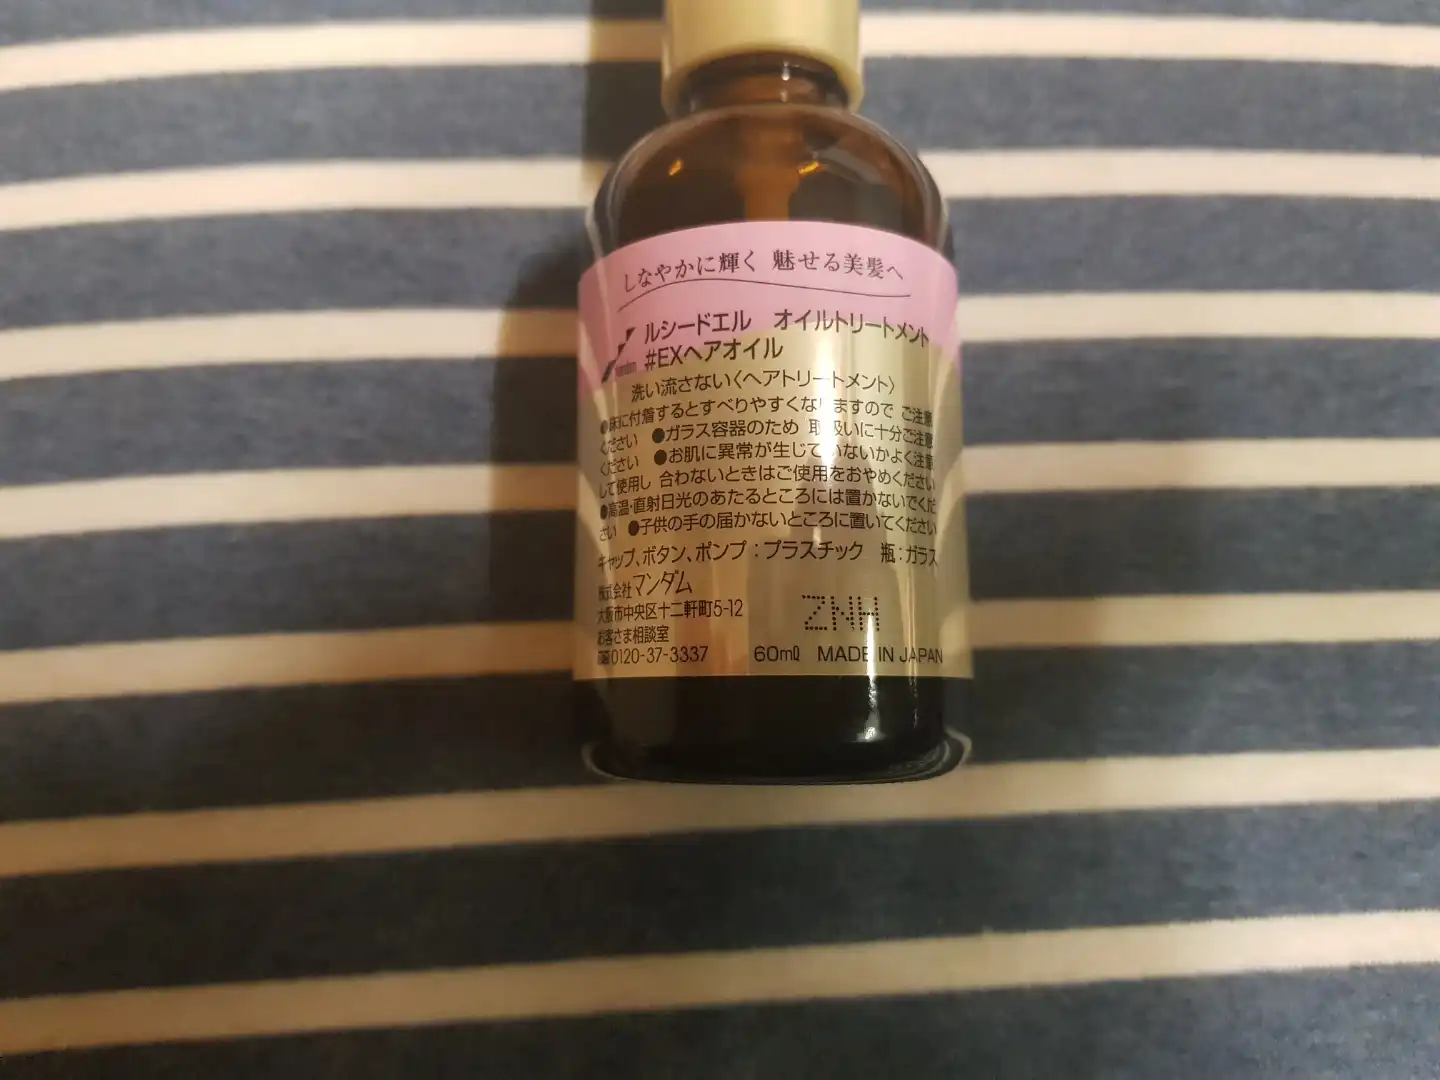 しなやかに輝く 魅せる美髪へ
mandom
ルシードエル オイルトリートメント
#EXヘアオイル
洗い流さない〈ヘアトリートメント〉
●床に付着するとすべりやすくなりますので ご注意
ください ●ガラス容器のため 取扱いに十分ご注意
ください ●お肌に異常が生じていないかよく注意
して使用し 合わないときはご使用をおやめください
●高温・直射日光のあたるところには置かないでくだ
さい ●子供の手の届かないところに置いてください
キャップ、ボタン、ポンプ：プラスチック 瓶：ガラス
株式会社マンダム
大阪市中央区十二軒町5-12
お客さま相談室
0120-37-3337
ZNH
60mℓ MADE IN JAPAN